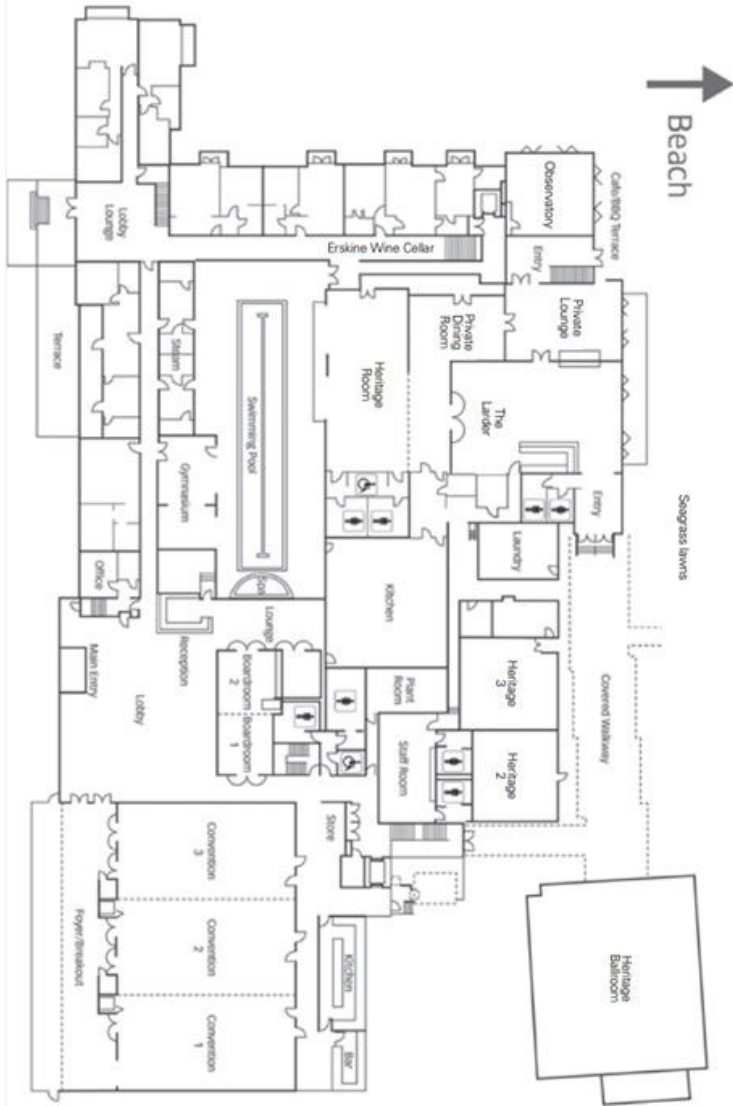 Beach
Cafe/BBQ Terrace
Observatory
Entry
Lobby
Lounge
Erskine Wine Cellar
Private
Lounge
Private
Dining
Room
Terrace
Steam
Swimming Pool
Heritage
Room
The
Larder
Entry
Seagrass lawns
Gymnasium
Laundry
Office
Spa
Kitchen
Lounge
Reception
Main Entry
Lobby
Boardroom
2
Boardroom
1
Plant
Room
Heritage
3
Covered Walkway
Staff Room
Heritage
2
Store
Convention
3
Foyer/Breakout
Convention
2
Kitchen
Heritage
Ballroom
Convention
1
Bar